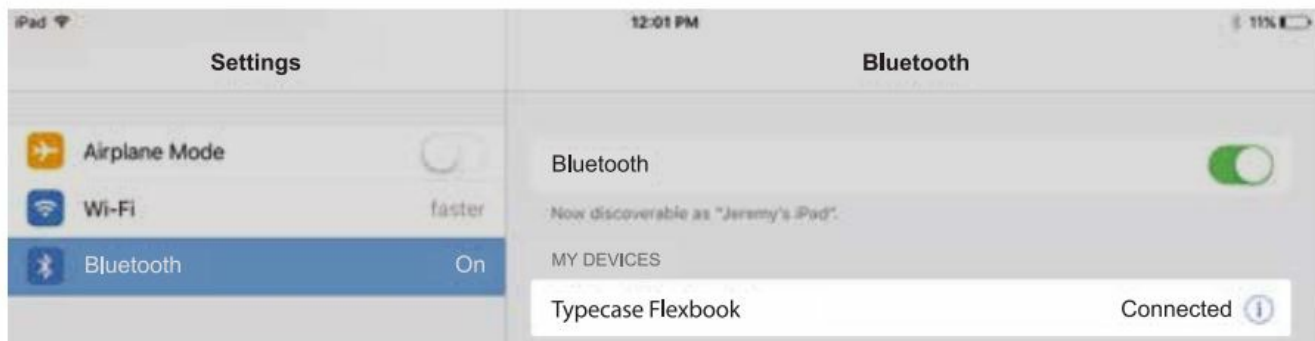 iPad 12:01 PM 11%
Settings
Bluetooth
Airplane Mode
Wi-Fi faster
Bluetooth On
Bluetooth
Now discoverable as "Jeremy's iPad".
MY DEVICES
Typecase Flexbook Connected